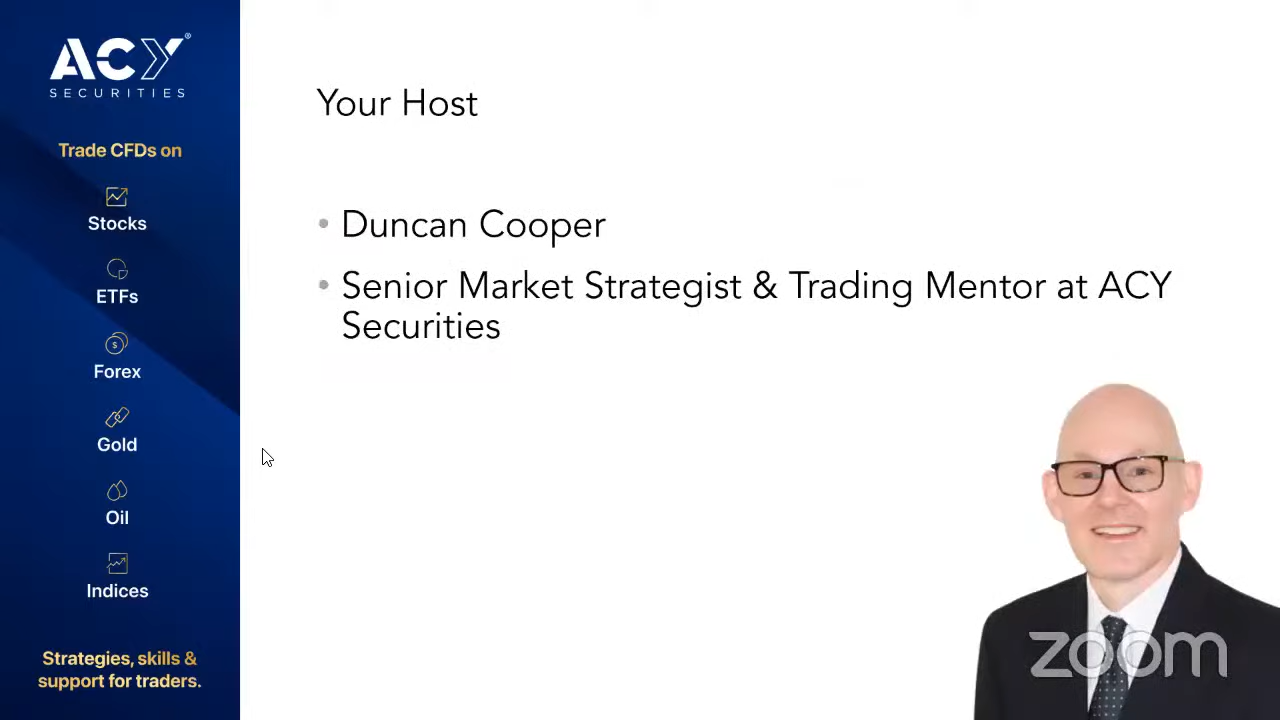 ACY®
SECURITIES
Trade CFDs on
Stocks
ETFs
Forex
$
Gold
Oil
Indices
Strategies, skills &
support for traders.
Your Host
• Duncan Cooper
• Senior Market Strategist & Trading Mentor at ACY
Securities
zoom